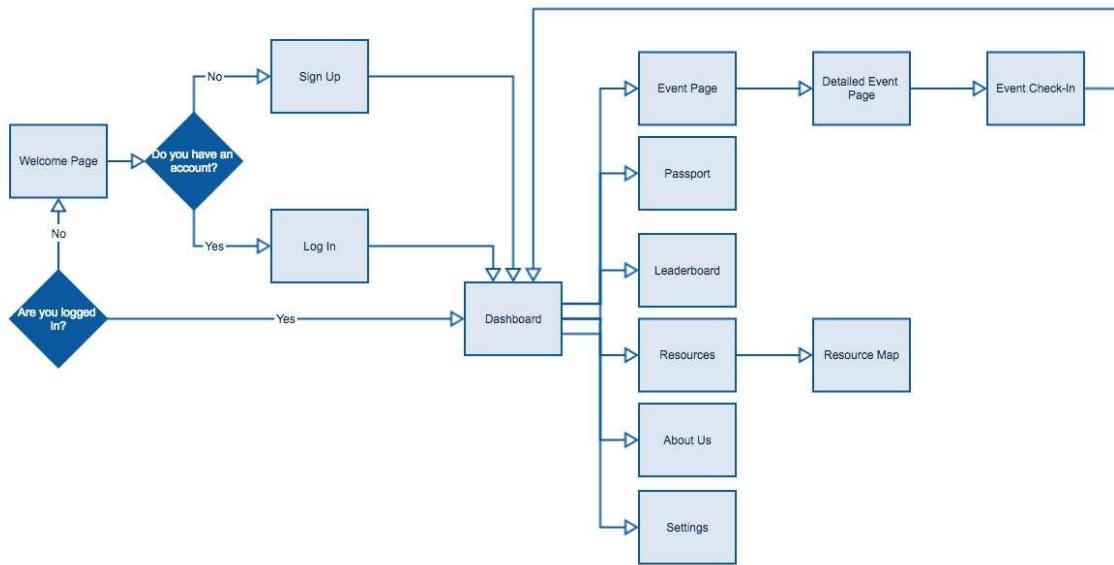 No
Sign Up
Event Page
Detailed Event
Page
Event Check-In
Welcome Page
Do you have an
account?
Passport
No
Yes
Log In
Leaderboard
Are you logged
In?
Yes
Dashboard
Resources
Resource Map
About Us
Settings